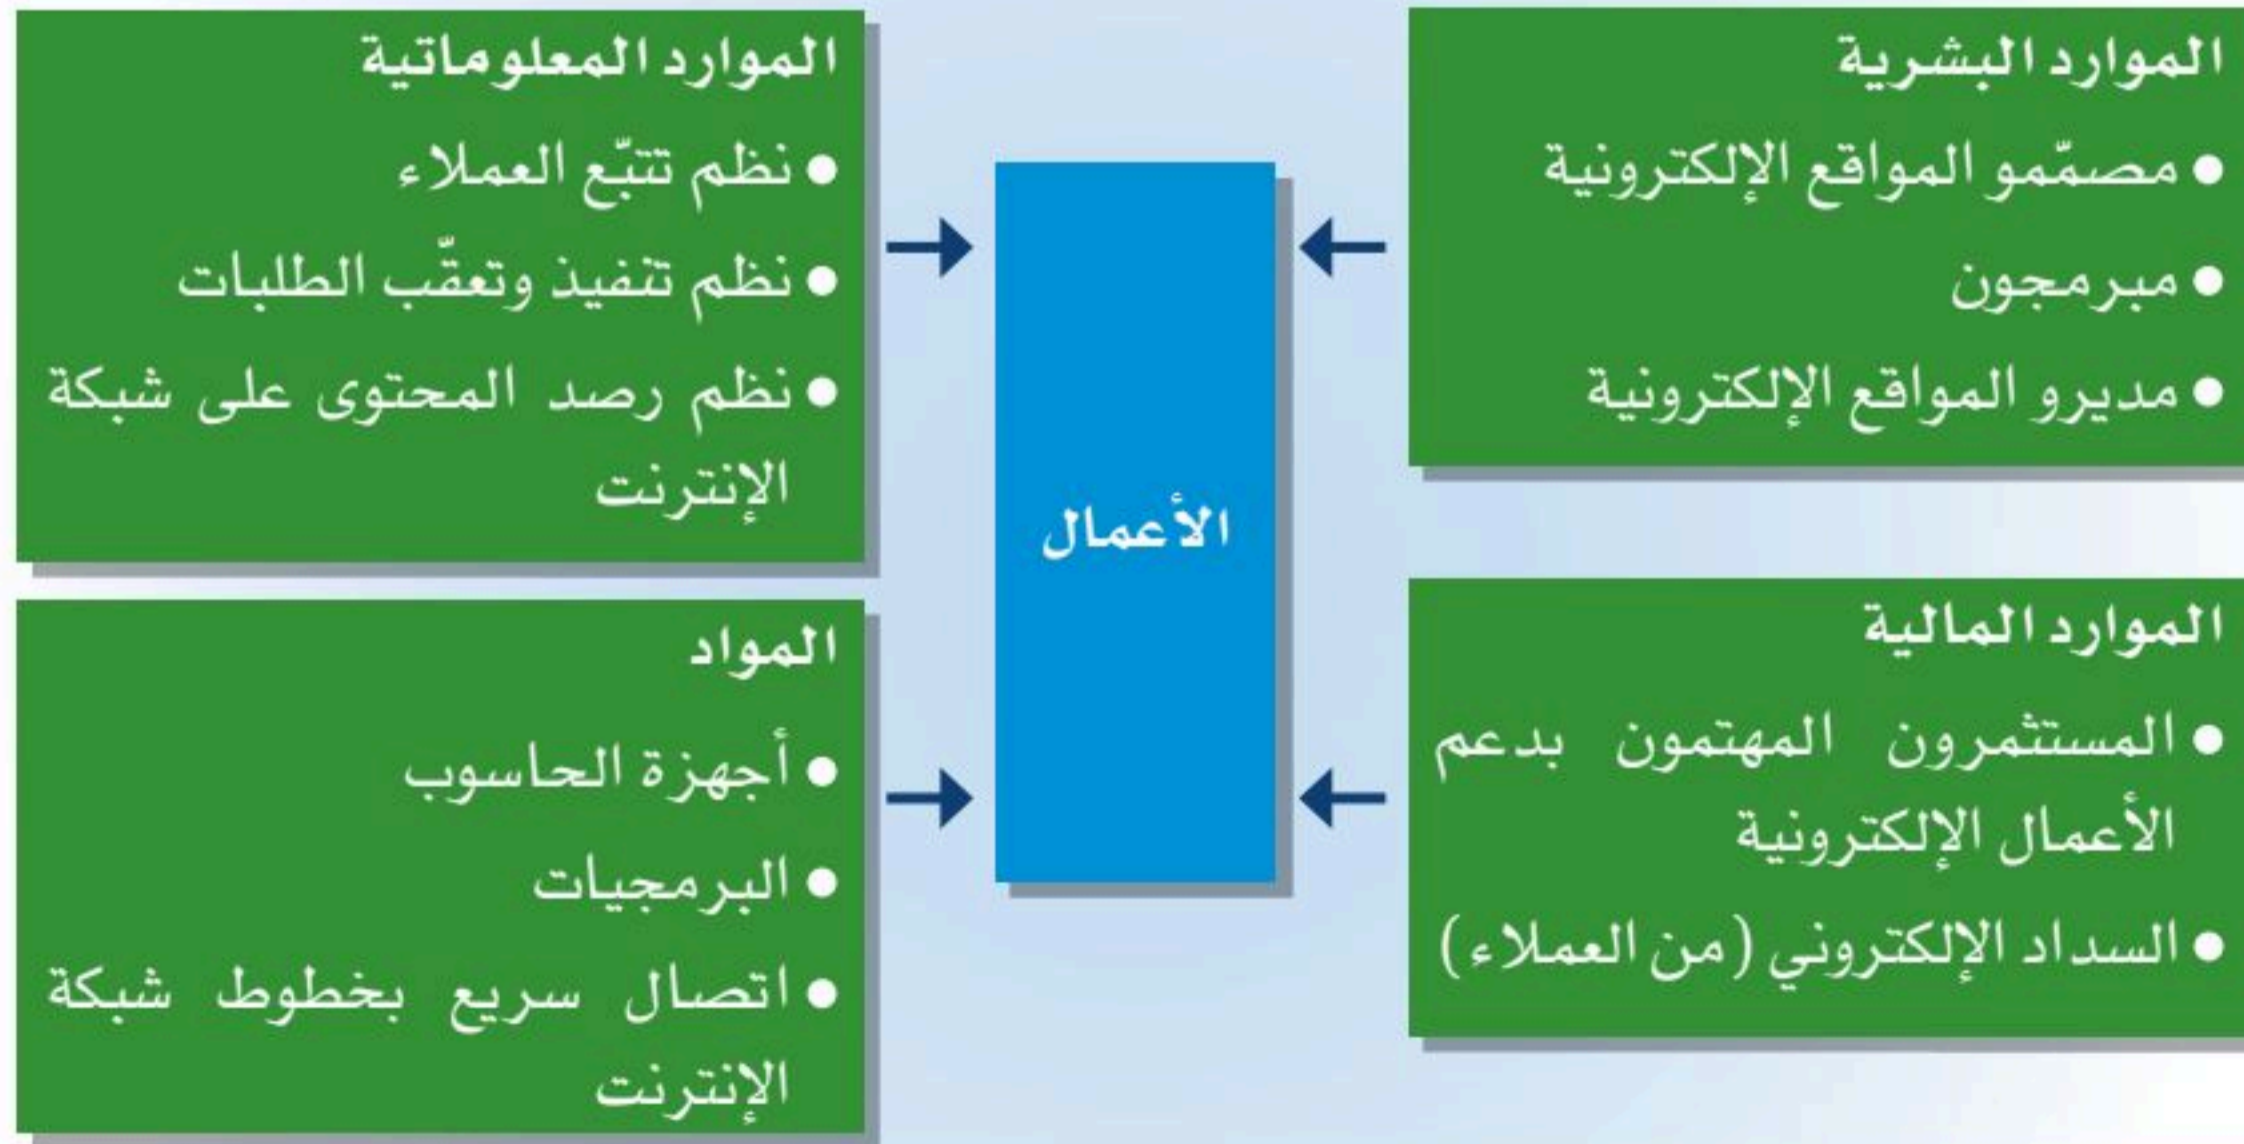 الموارد البشرية
• مصمّمو المواقع الإلكترونية
• مبرمجون
• مديرو المواقع الإلكترونية
الموارد المالية
• المستثمرون المهتمون بدعم
الأعمال الإلكترونية
• السداد الإلكتروني (من العملاء)
الأعمال
الموارد المعلوماتية
• نظم تتبّع العملاء
• نظم تنفيذ وتعقّب الطلبات
• نظم رصد المحتوى على شبكة
الإنترنت
المواد
• أجهزة الحاسوب
• البرمجيات
• اتصال سريع بخطوط شبكة
الإنترنت